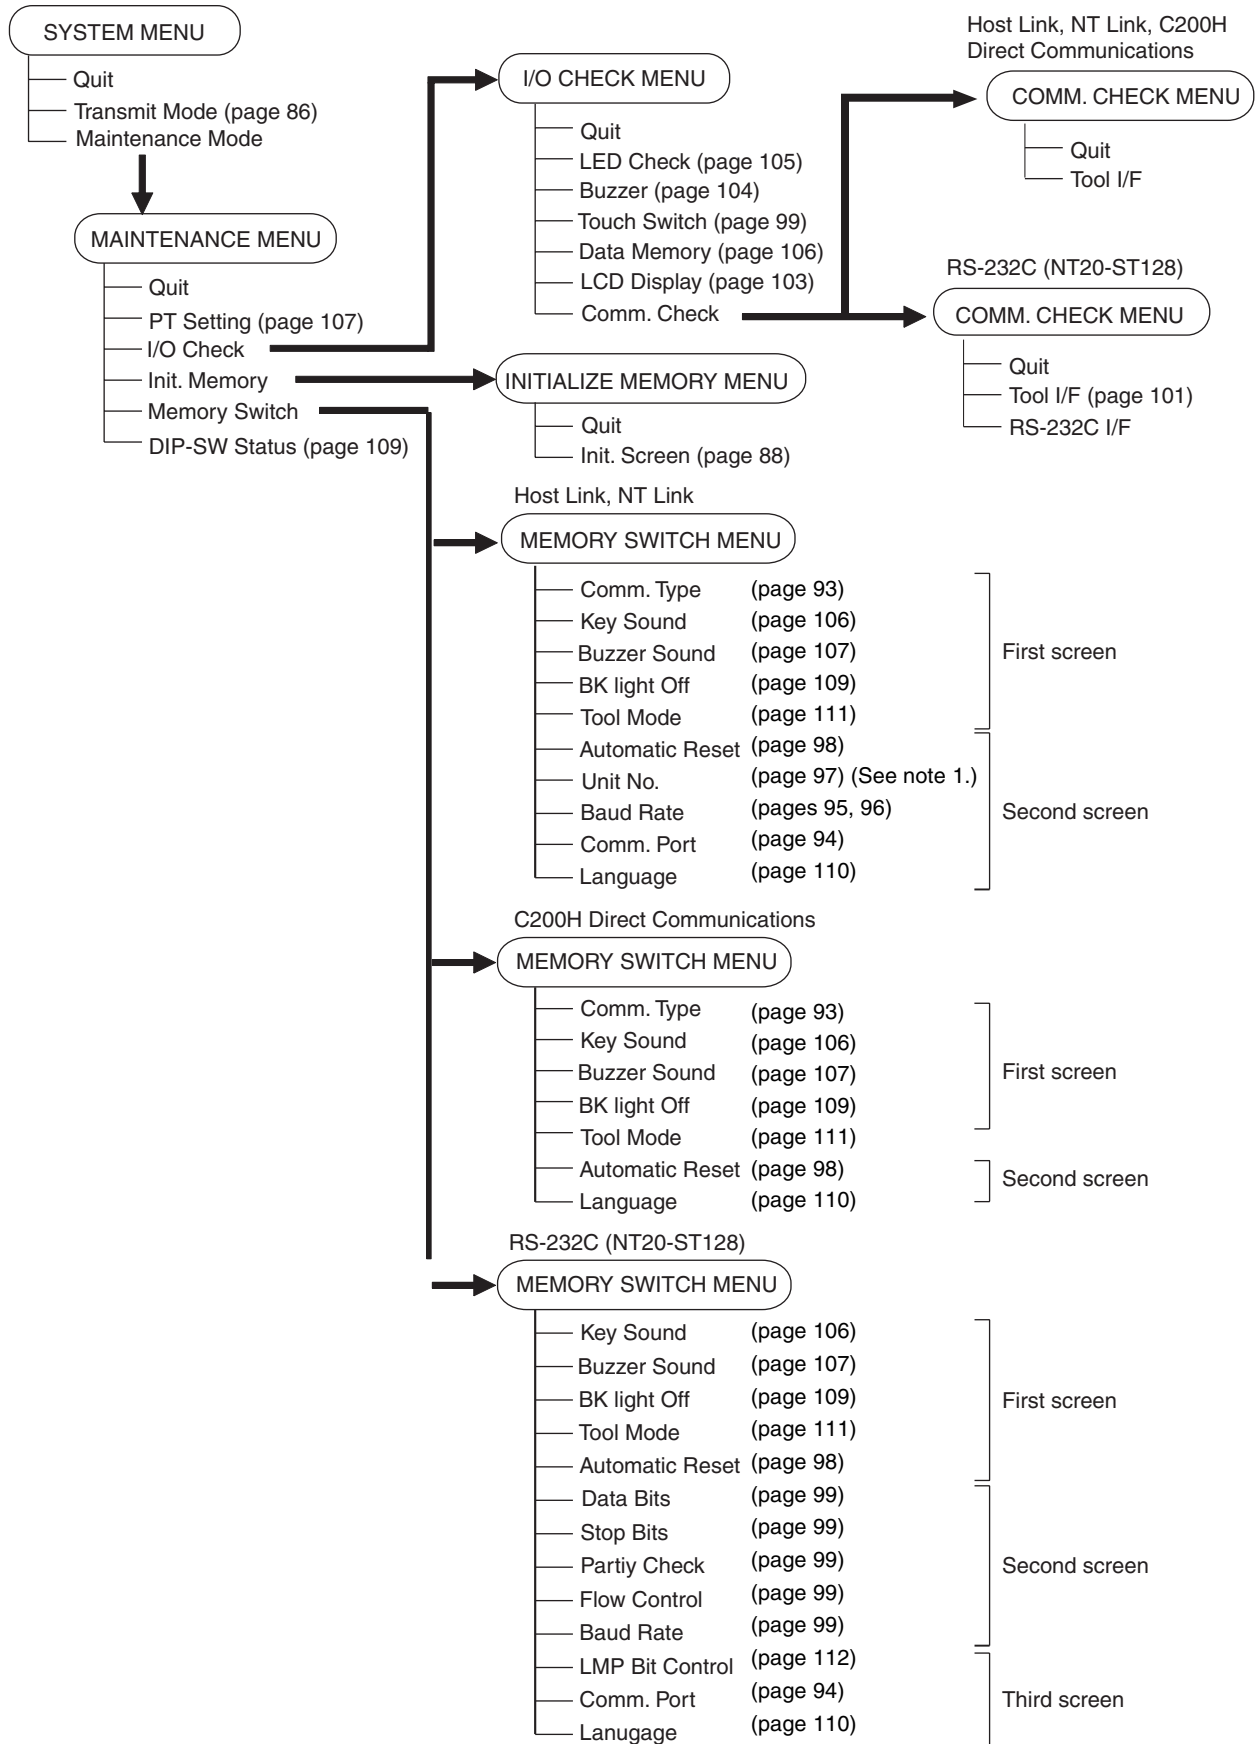 SYSTEM MENU
Quit
Transmit Mode (page 86)
Maintenance Mode
MAINTENANCE MENU
Quit
PT Setting (page 107)
I/O Check
Init. Memory
Memory Switch
DIP-SW Status (page 109)
I/O CHECK MENU
Quit
LED Check (page 105)
Buzzer (page 104)
Touch Switch (page 99)
Data Memory (page 106)
LCD Display (page 103)
Comm. Check
Host Link, NT Link, C200H
Direct Communications
COMM. CHECK MENU
Quit
Tool I/F
RS-232C (NT20-ST128)
COMM. CHECK MENU
Quit
Tool I/F (page 101)
RS-232C I/F
INITIALIZE MEMORY MENU
Quit
Init. Screen (page 88)
Host Link, NT Link
MEMORY SWITCH MENU
Comm. Type (page 93)
Key Sound (page 106)
Buzzer Sound (page 107)
BK light Off (page 109)
Tool Mode (page 111)
First screen
Automatic Reset (page 98)
Unit No. (page 97) (See note 1.)
Baud Rate (pages 95, 96)
Comm. Port (page 94)
Language (page 110)
Second screen
C200H Direct Communications
MEMORY SWITCH MENU
Comm. Type (page 93)
Key Sound (page 106)
Buzzer Sound (page 107)
BK light Off (page 109)
Tool Mode (page 111)
First screen
Automatic Reset (page 98)
Language (page 110)
Second screen
RS-232C (NT20-ST128)
MEMORY SWITCH MENU
Key Sound (page 106)
Buzzer Sound (page 107)
BK light Off (page 109)
Tool Mode (page 111)
Automatic Reset (page 98)
First screen
Data Bits (page 99)
Stop Bits (page 99)
Partiy Check (page 99)
Flow Control (page 99)
Baud Rate (page 99)
Second screen
LMP Bit Control (page 112)
Comm. Port (page 94)
Lanugage (page 110)
Third screen